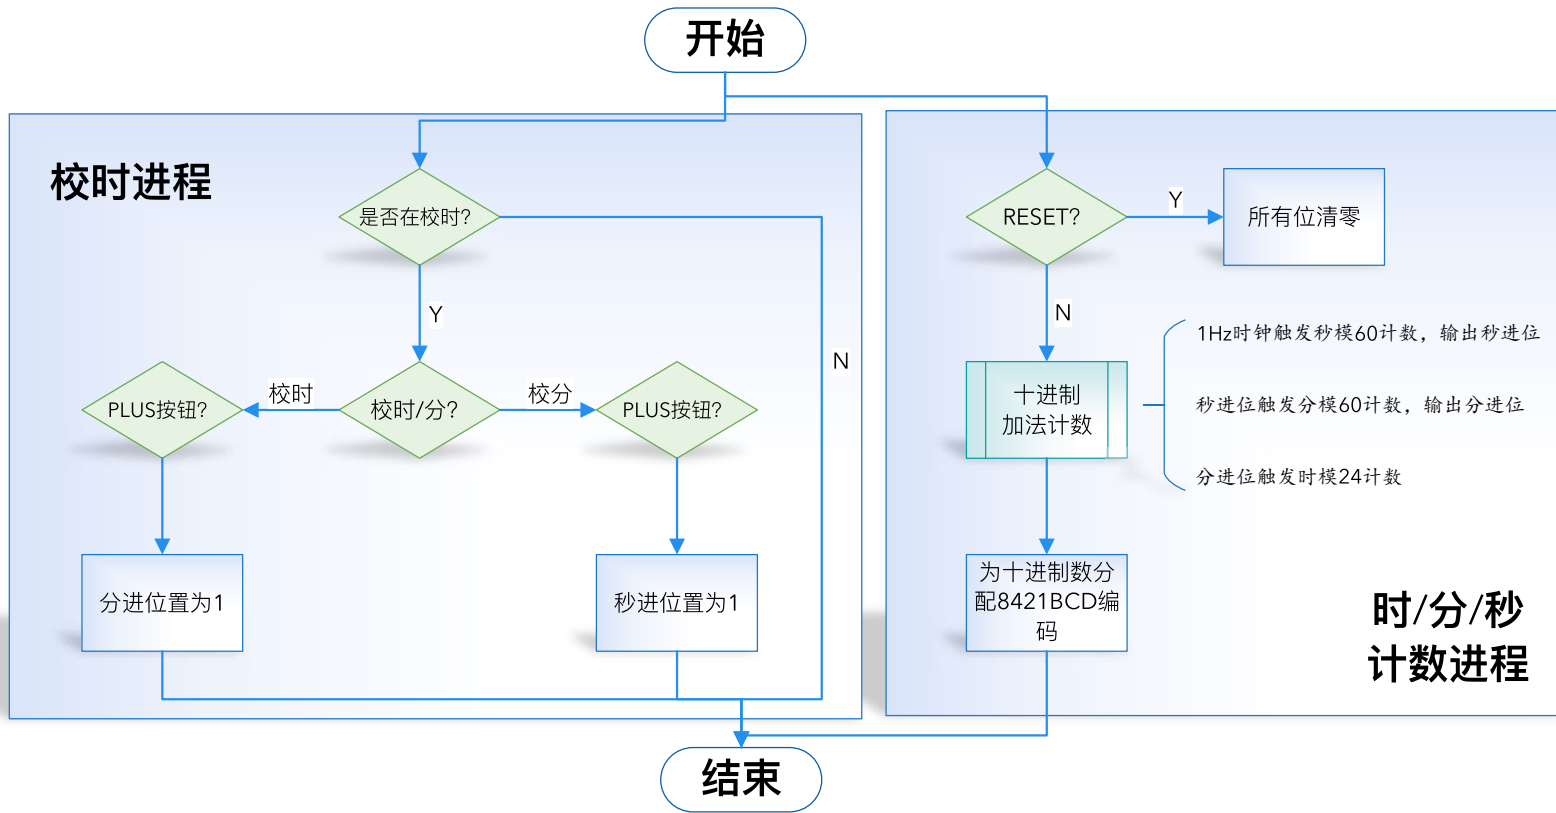 开始
校时进程
是否在校时?
Y
N
校时/分?
校时
校分
PLUS按钮?
PLUS按钮?
分进位置为1
秒进位置为1
RESET?
Y
所有位清零
N
十进制
加法计数
1Hz时钟触发秒模60计数，输出秒进位
秒进位触发分模60计数，输出分进位
分进位触发时模24计数
为十进制数分
配8421BCD编
码
时/分/秒
计数进程
结束